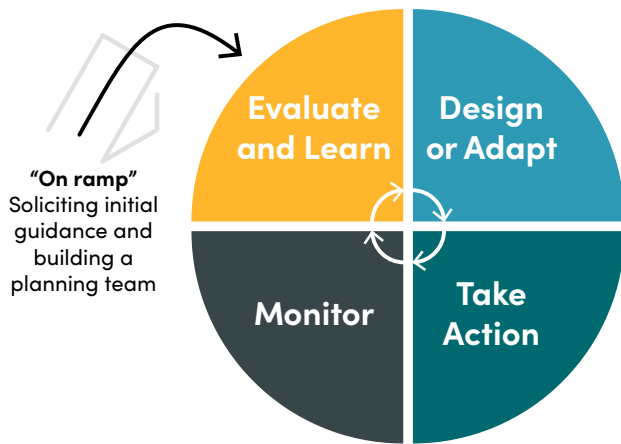 Evaluate
and Learn
Design
or Adapt
“On ramp”
Soliciting initial
guidance and
building a
planning team
Monitor
Take
Action